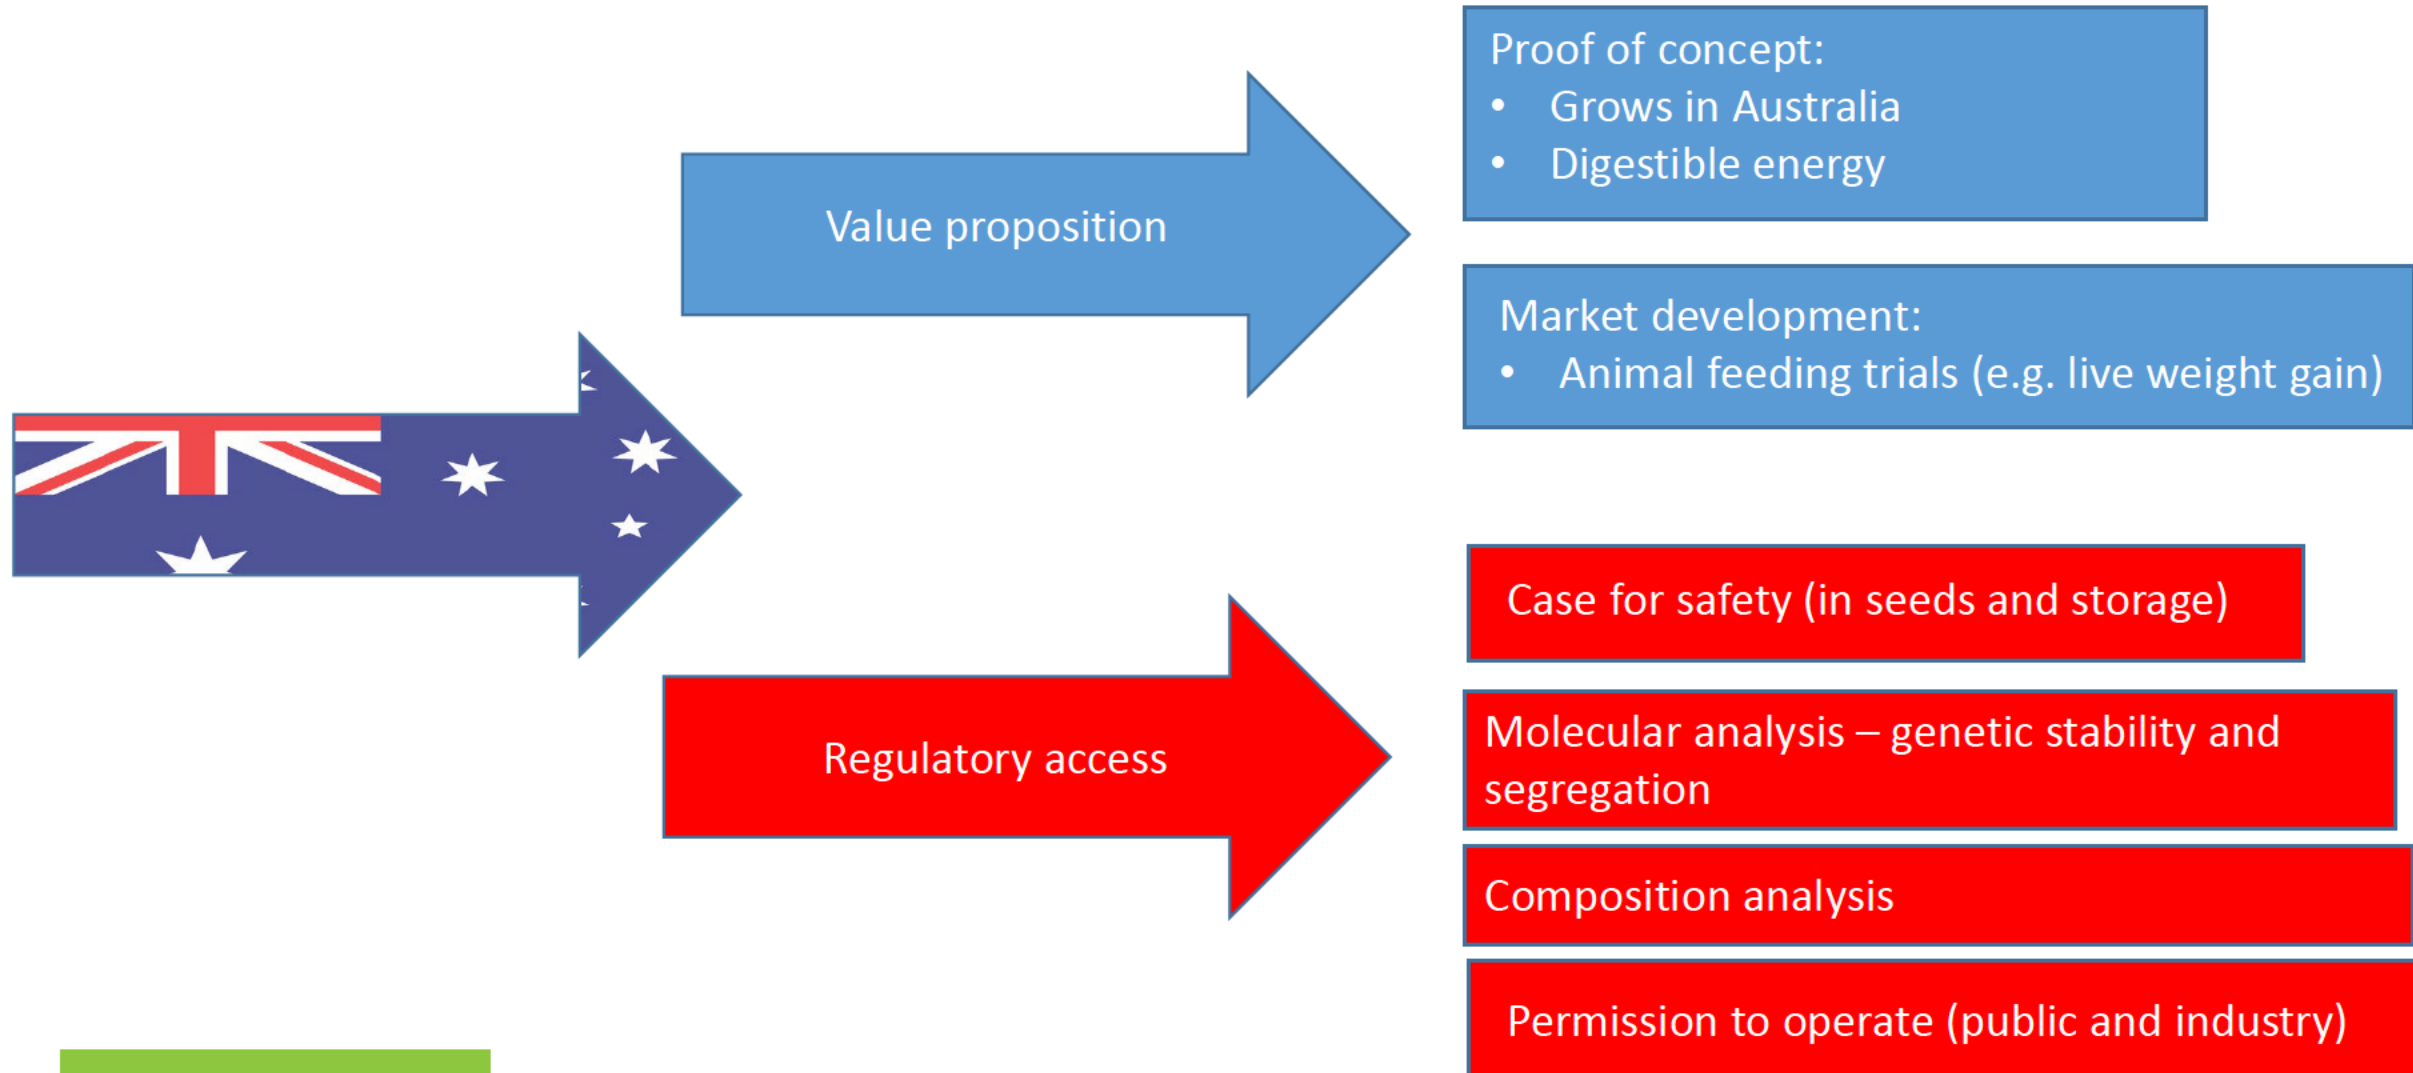 Value proposition
Proof of concept:
• Grows in Australia
• Digestible energy
Market development:
• Animal feeding trials (e.g. live weight gain)
Regulatory access
Case for safety (in seeds and storage)
Molecular analysis – genetic stability and
segregation
Composition analysis
Permission to operate (public and industry)